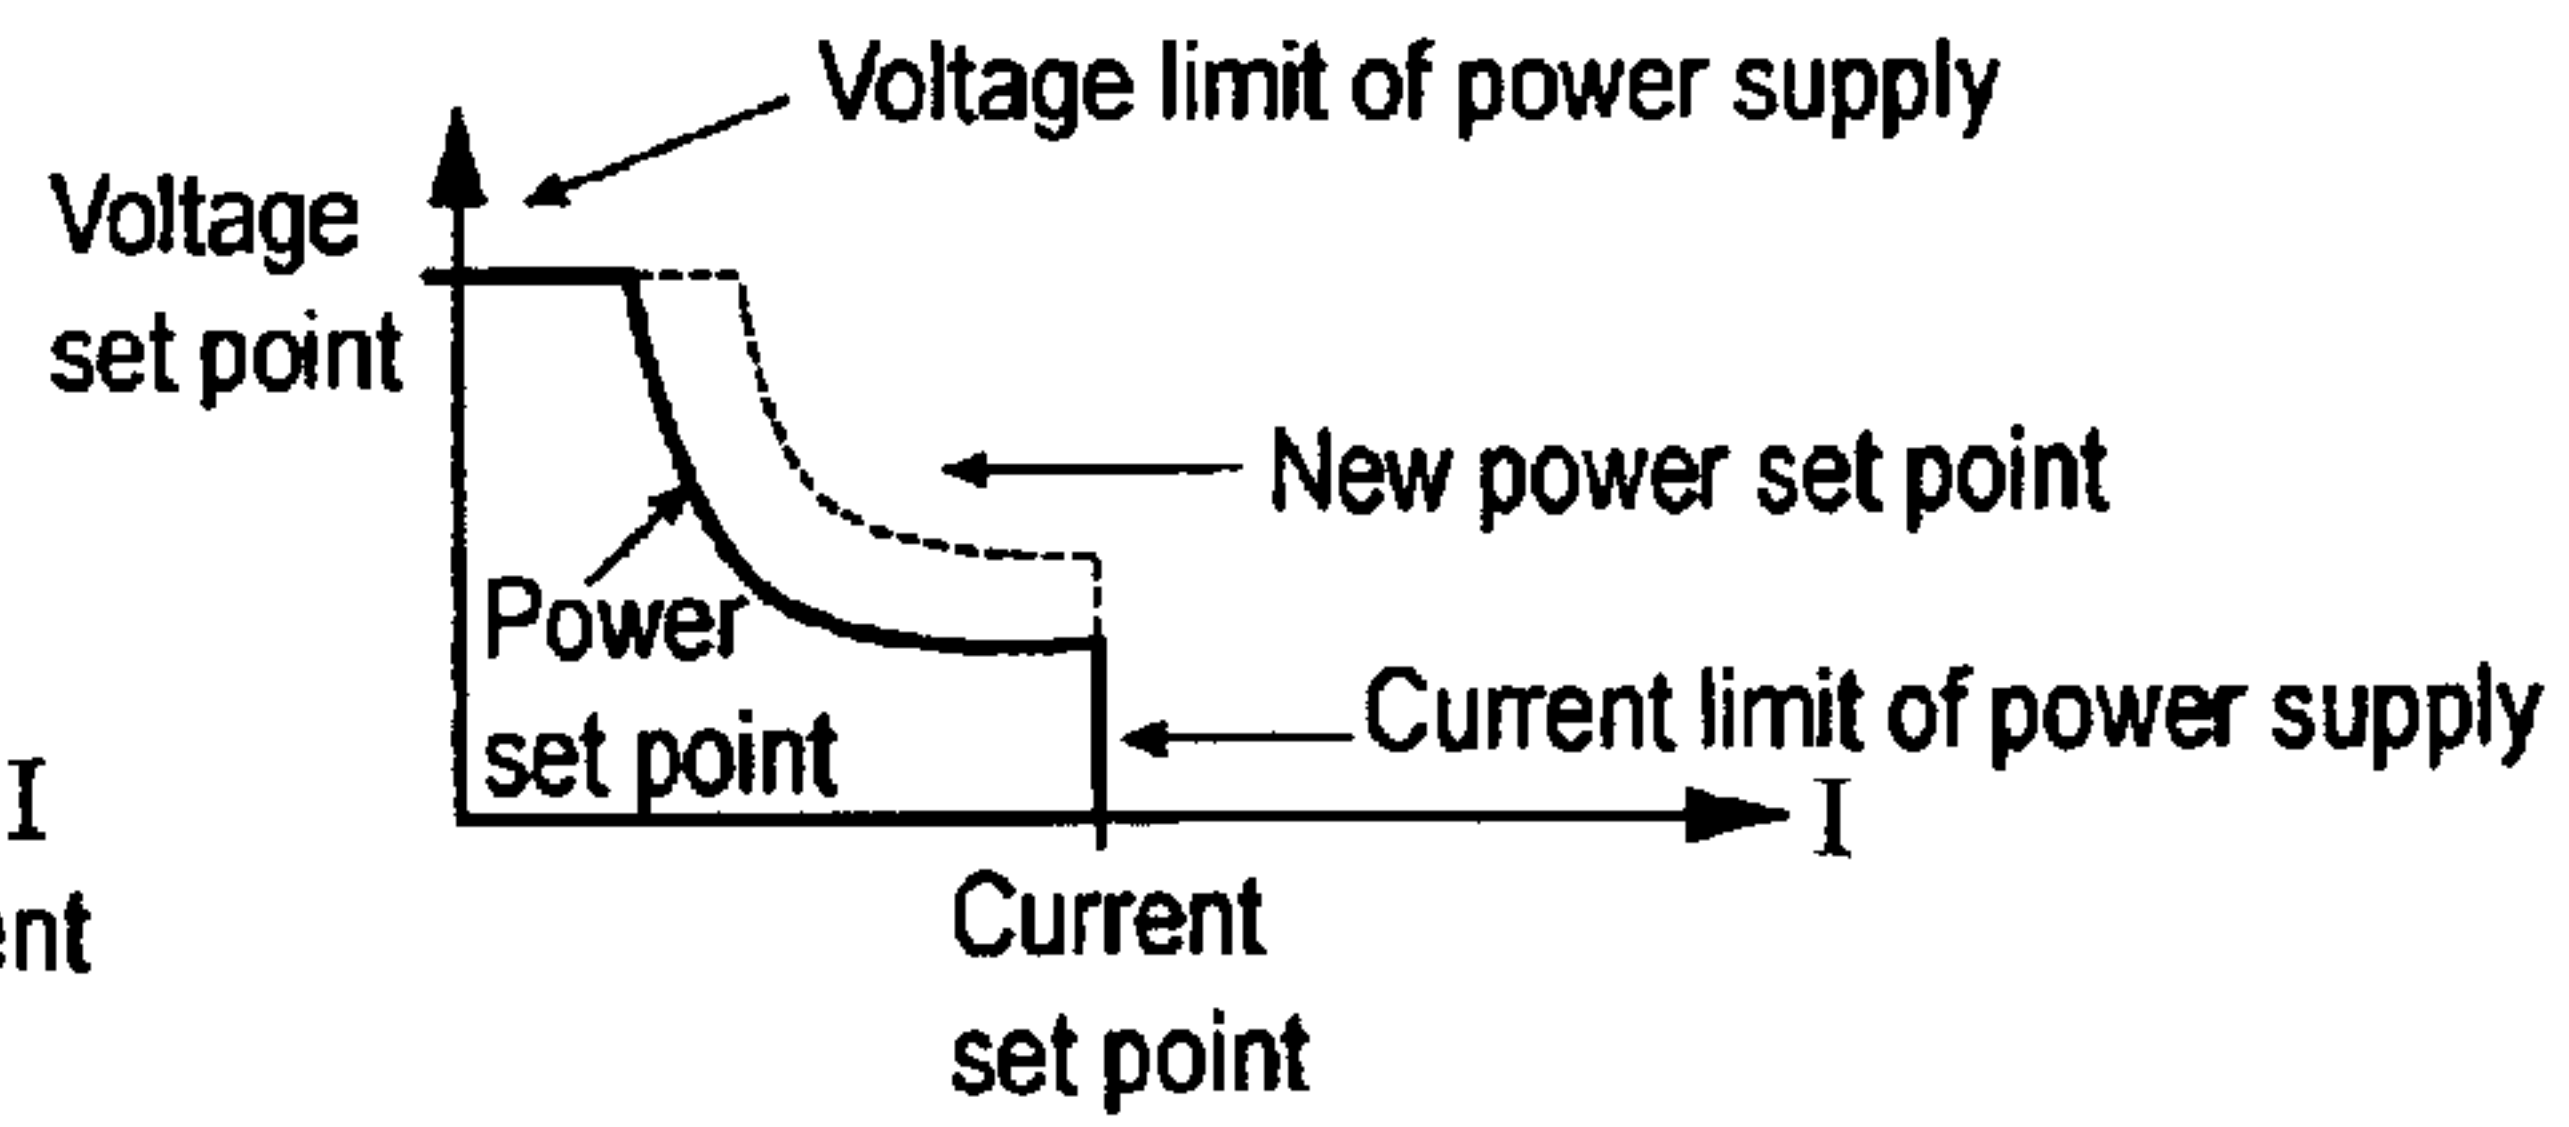 Voltage limit of power supply
Voltage
set point
New power set point
Power
set point
Current limit of power supply
I
I
ent
Current
set point